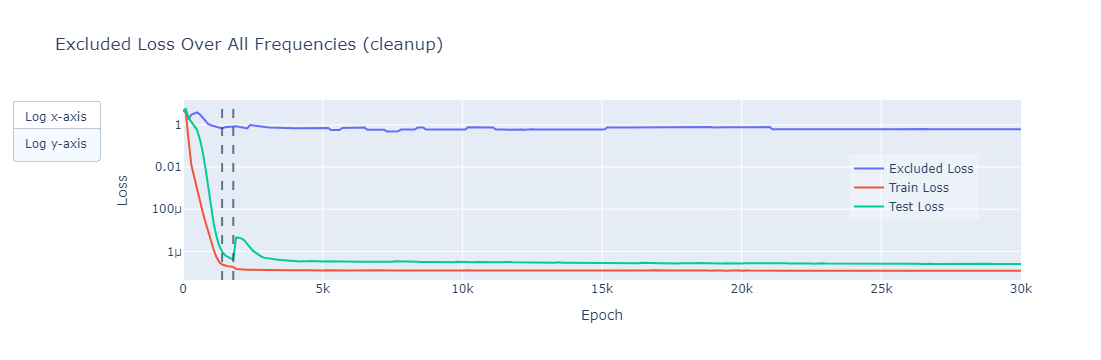 Excluded Loss Over All Frequencies (cleanup)
Log x-axis
Log y-axis
Loss
1
0.01
100μ
1μ
0
5k
10k
15k
20k
25k
30k
Epoch
Excluded Loss
Train Loss
Test Loss